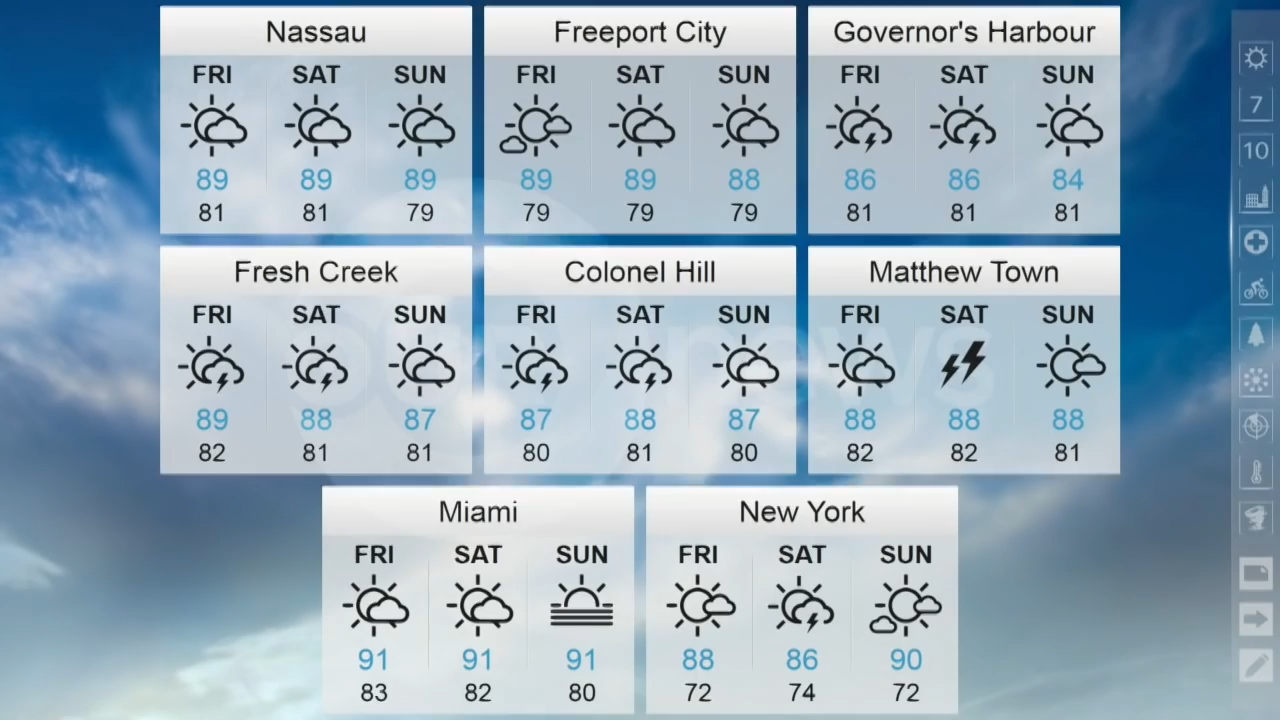 Nassau
FRI SAT SUN
89 89 89
81 81 79
Freeport City
FRI SAT SUN
89 89 88
79 79 79
Governor's Harbour
FRI SAT SUN
86 86 84
81 81 81
Fresh Creek
FRI SAT SUN
89 88 87
82 81 81
Colonel Hill
FRI SAT SUN
87 88 87
80 81 80
Matthew Town
FRI SAT SUN
88 88 88
82 82 81
Miami
FRI SAT SUN
91 91 91
83 82 80
New York
FRI SAT SUN
88 86 90
72 74 72
7
10
news